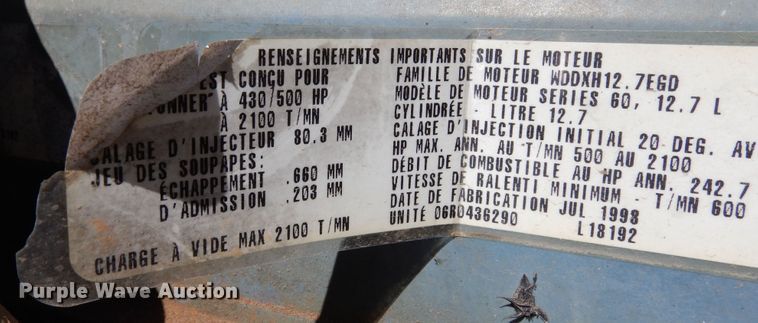 RENSEIGNEMENTS IMPORTANTS SUR LE MOTEUR
EST CONÇU POUR
À 430/500 HP
À 2100 T/MN
CALAGE D'INJECTEUR 80.3 MM
JEU DES SOUPAPES:
ÉCHAPPEMENT .660 MM
D'ADMISSION .203 MM
CHARGE À VIDE MAX 2100 T/MN
FAMILLE DE MOTEUR WDDXH12.7EGD
MODÈLE DE MOTEUR SERIES 60, 12.7 L
CYLINDRÉE - LITRE 12.7
CALAGE D'INJECTION INITIAL 20 DEG. AV
HP MAX. ANN. AU T/MN 500 AU 2100
DÉBIT DE COMBUSTIBLE AU HP ANN. 242.7
VITESSE DE RALENTI MINIMUM - T/MN 600
DATE DE FABRICATION JUL 1998
UNITÉ 06R0436290 L18192
Purple Wave Auction